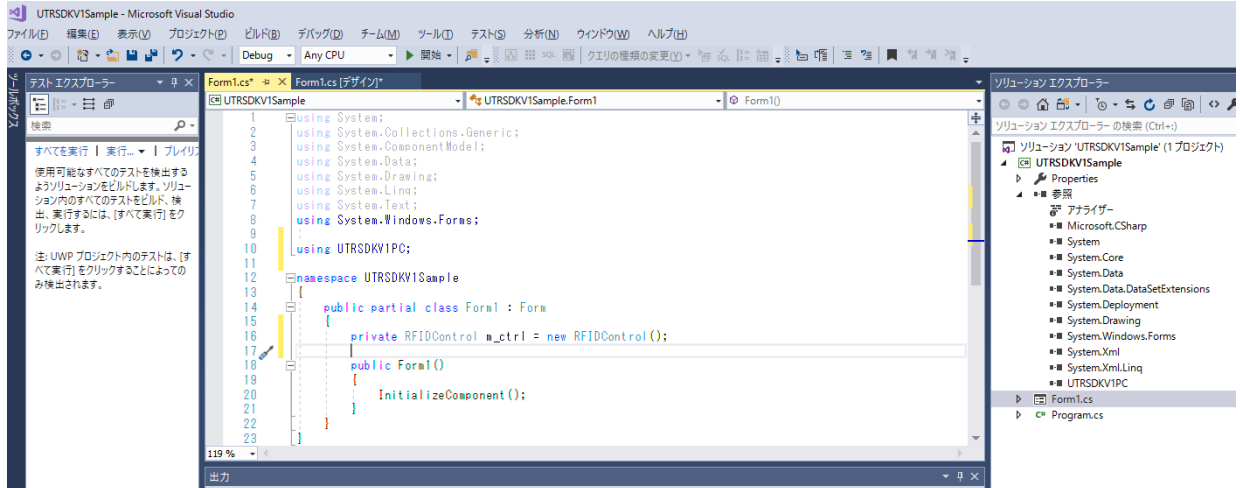 UTRSDKV1Sample - Microsoft Visual Studio
ファイル(F) 編集(E) 表示(V) プロジェクト(P) ビルド(B) デバッグ(D) チーム(M) ツール(T) テスト(S) 分析(N) ウィンドウ(W) ヘルプ(H)
Debug Any CPU 開始 クエリの種類の変更(Y)
ツールボックス
テスト エクスプローラー
検索
すべてを実行 | 実行... | プレイリス
使用可能なすべてのテストを検出する
ようソリューションをビルドします。ソリュー
ション内のすべてのテストをビルド、検
出、実行するには、[すべて実行] をク
リックします。
注: UWP プロジェクト内のテストは、[す
べて実行] をクリックすることによっての
み検出されます。
Form1.cs* Form1.cs [デザイン]*
C# UTRSDKV1Sample UTRSDKV1Sample.Form1 Form1()
1 using System;
2 using System.Collections.Generic;
3 using System.ComponentModel;
4 using System.Data;
5 using System.Drawing;
6 using System.Linq;
7 using System.Text;
8 using System.Windows.Forms;
9
10 using UTRSDKV1PC;
11
12 namespace UTRSDKV1Sample
13 {
14 public partial class Form1 : Form
15 {
16 private RFIDControl m_ctrl = new RFIDControl();
17
18 public Form1()
19 {
20 InitializeComponent();
21 }
22 }
23 }
119 %
出力
ソリューション エクスプローラー
ソリューション エクスプローラー の検索 (Ctrl+:)
ソリューション 'UTRSDKV1Sample' (1 プロジェクト)
C# UTRSDKV1Sample
Properties
参照
アナライザー
Microsoft.CSharp
System
System.Core
System.Data
System.Data.DataSetExtensions
System.Deployment
System.Drawing
System.Windows.Forms
System.Xml
System.Xml.Linq
UTRSDKV1PC
Form1.cs
C# Program.cs